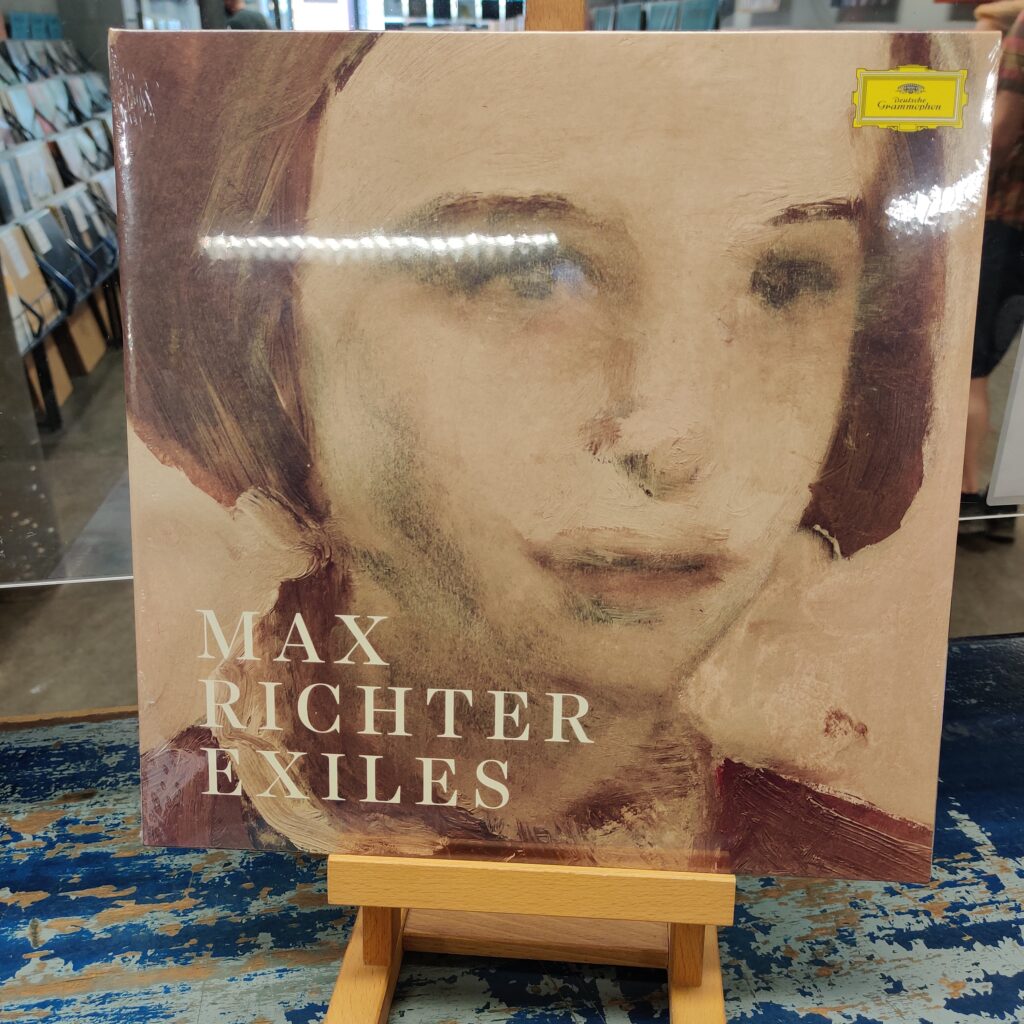 Deutsche
Grammophon
MAX
RICHTER
EXILES